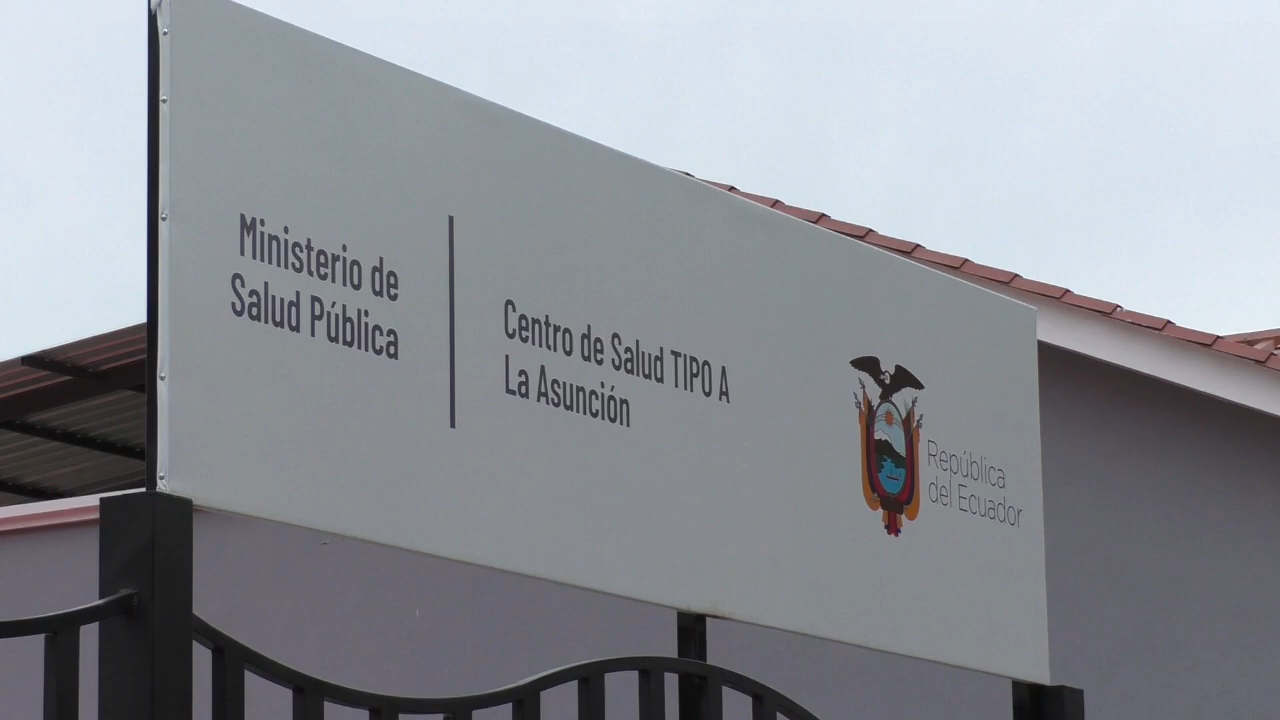 Ministerio de
Salud Pública
Centro de Salud TIPO A
La Asunción
República
del Ecuador